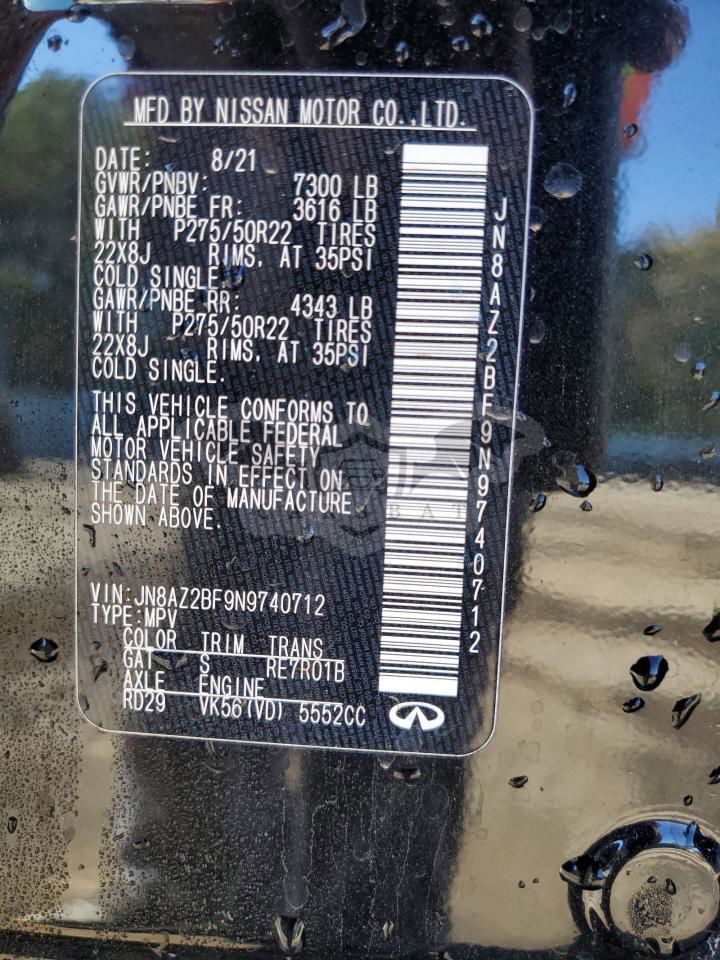 MFD BY NISSAN MOTOR CO.,LTD.
DATE: 8/21
GVWR/PNBV: 7300 LB
GAWR/PNBE FR: 3616 LB
WITH P275/50R22 TIRES
22X8J RIMS, AT 35PSI
COLD SINGLE.
GAWR/PNBE RR: 4343 LB
WITH P275/50R22 TIRES
22X8J RIMS, AT 35PSI
COLD SINGLE.
THIS VEHICLE CONFORMS TO
ALL APPLICABLE FEDERAL
MOTOR VEHICLE SAFETY
STANDARDS IN EFFECT ON
THE DATE OF MANUFACTURE
SHOWN ABOVE.
VIN:JN8AZ2BF9N9740712
TYPE:MPV
COLOR TRIM TRANS
GAT S RE7R01B
AXLE ENGINE
RD29 VK56(VD) 5552CC
JN8AZ2BF9N9740712